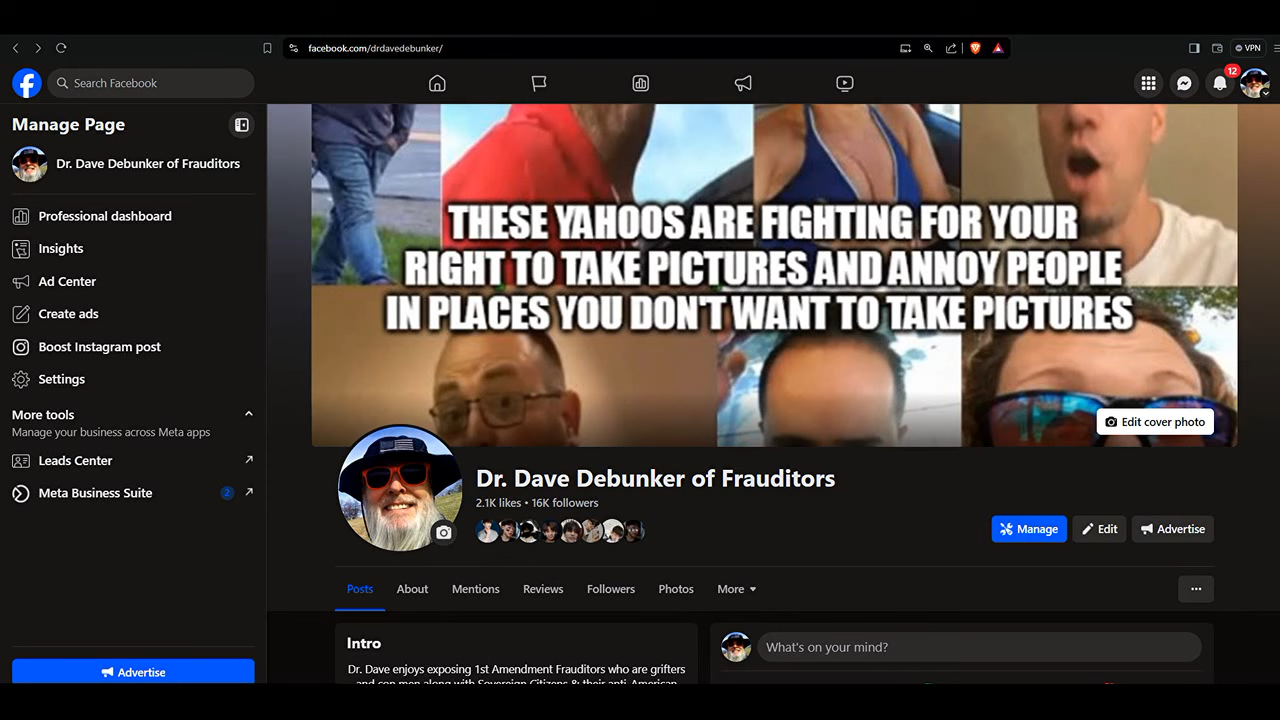 facebook.com/drdavedebunker/
VPN
Search Facebook
12
Manage Page
Dr. Dave Debunker of Frauditors
Professional dashboard
Insights
Ad Center
Create ads
Boost Instagram post
Settings
More tools
Manage your business across Meta apps
Leads Center
Meta Business Suite
2
Advertise
THESE YAHOOS ARE FIGHTING FOR YOUR
RIGHT TO TAKE PICTURES AND ANNOY PEOPLE
IN PLACES YOU DON'T WANT TO TAKE PICTURES
Edit cover photo
Dr. Dave Debunker of Frauditors
2.1K likes • 16K followers
Manage
Edit
Advertise
Posts
About
Mentions
Reviews
Followers
Photos
More
Intro
Dr. Dave enjoys exposing 1st Amendment Frauditors who are grifters
and con men along with Sovereign Citizens & their anti-American
What's on your mind?